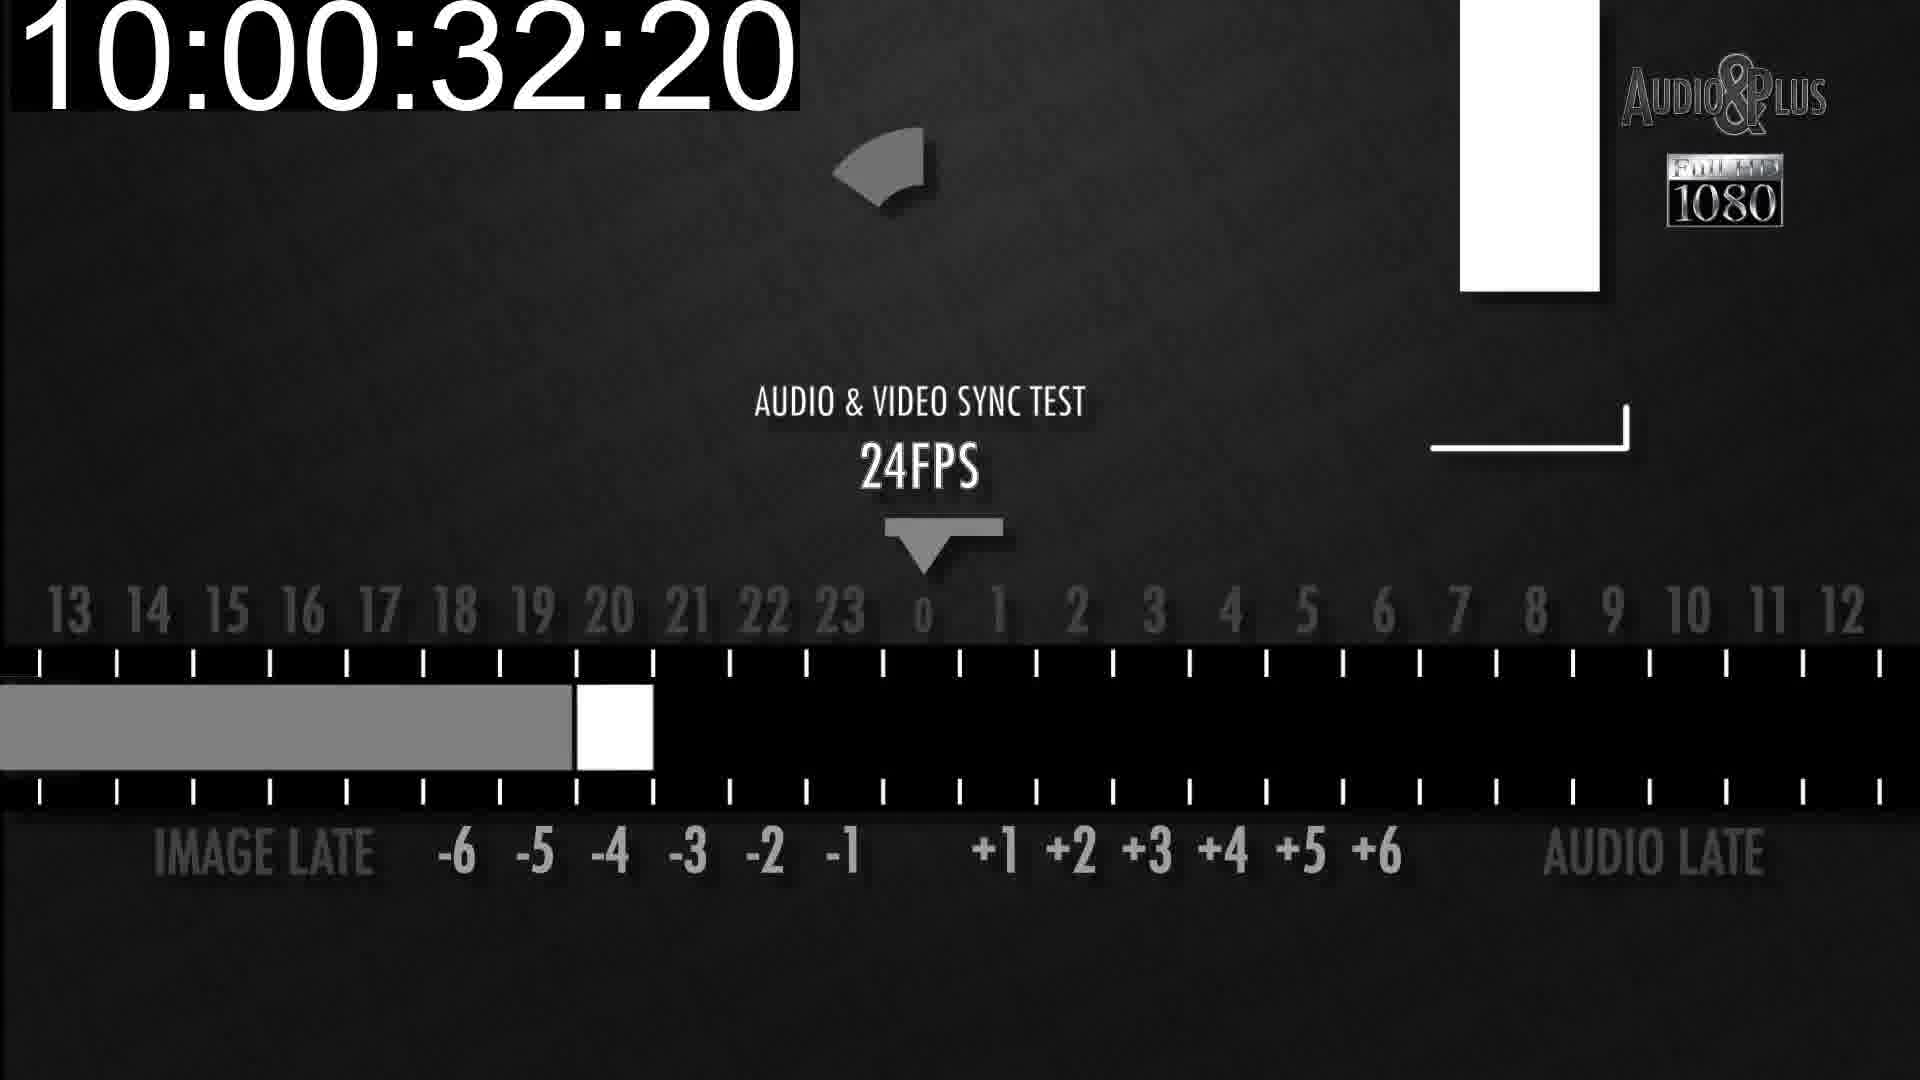 10:00:32:20
AUDIO&PLUS
FULL HD
1080
AUDIO & VIDEO SYNC TEST
24FPS
13 14 15 16 17 18 19 20 21 22 23 0 1 2 3 4 5 6 7 8 9 10 11 12
IMAGE LATE -6 -5 -4 -3 -2 -1 +1 +2 +3 +4 +5 +6 AUDIO LATE